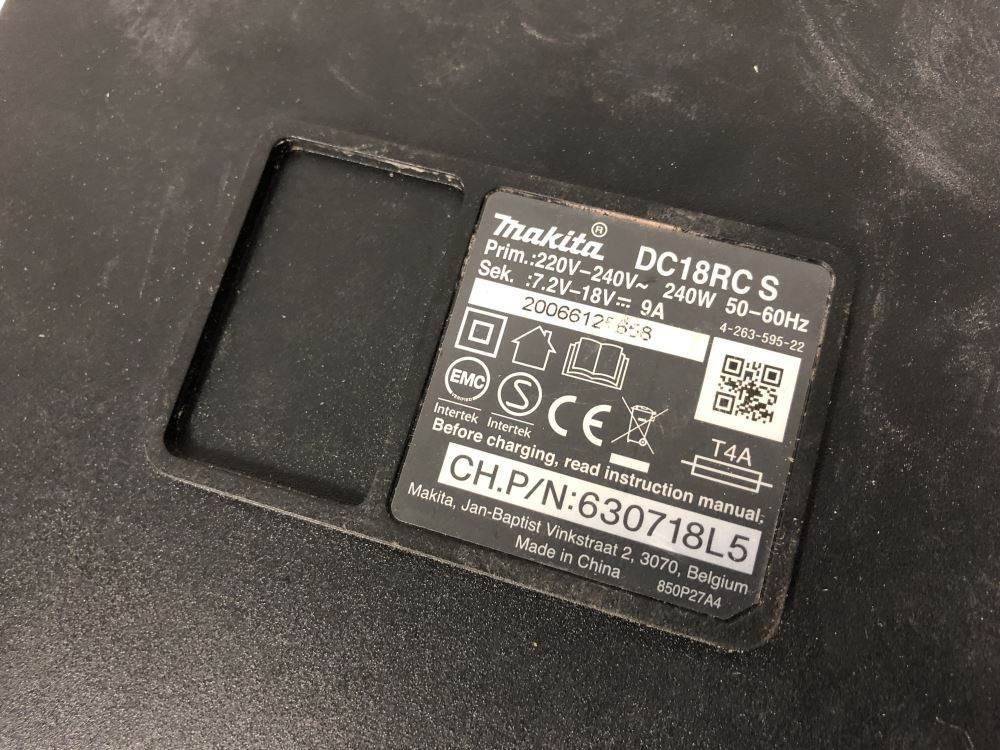 makita® DC18RC S
Prim.:220V–240V~ 240W 50–60Hz
Sek. :7.2V–18V⎓ 9A
4-263-595-22
EMC
S
Intertek Intertek
CE
T4A
Before charging, read instruction manual.
CH.P/N:630718L5
Makita, Jan-Baptist Vinkstraat 2, 3070, Belgium
Made in China 850P27A4